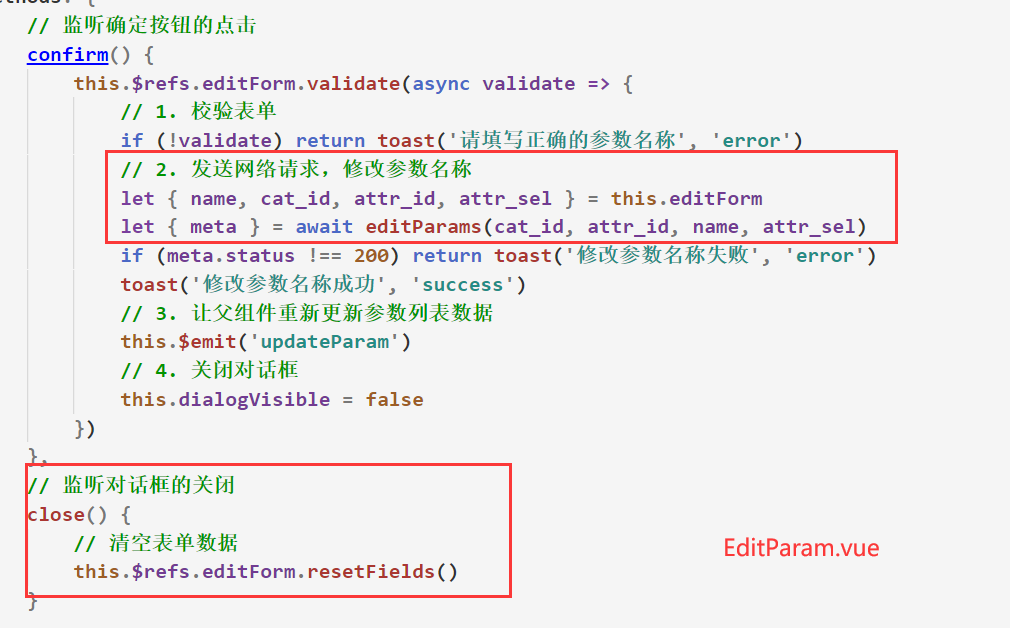 // 监听确定按钮的点击
confirm() {
this.$refs.editForm.validate(async validate => {
// 1. 校验表单
if (!validate) return toast('请填写正确的参数名称', 'error')
// 2. 发送网络请求，修改参数名称
let { name, cat_id, attr_id, attr_sel } = this.editForm
let { meta } = await editParams(cat_id, attr_id, name, attr_sel)
if (meta.status !== 200) return toast('修改参数名称失败', 'error')
toast('修改参数名称成功', 'success')
// 3. 让父组件重新更新参数列表数据
this.$emit('updateParam')
// 4. 关闭对话框
this.dialogVisible = false
})
},
// 监听对话框的关闭
close() {
// 清空表单数据
EditParam.vue
this.$refs.editForm.resetFields()
}